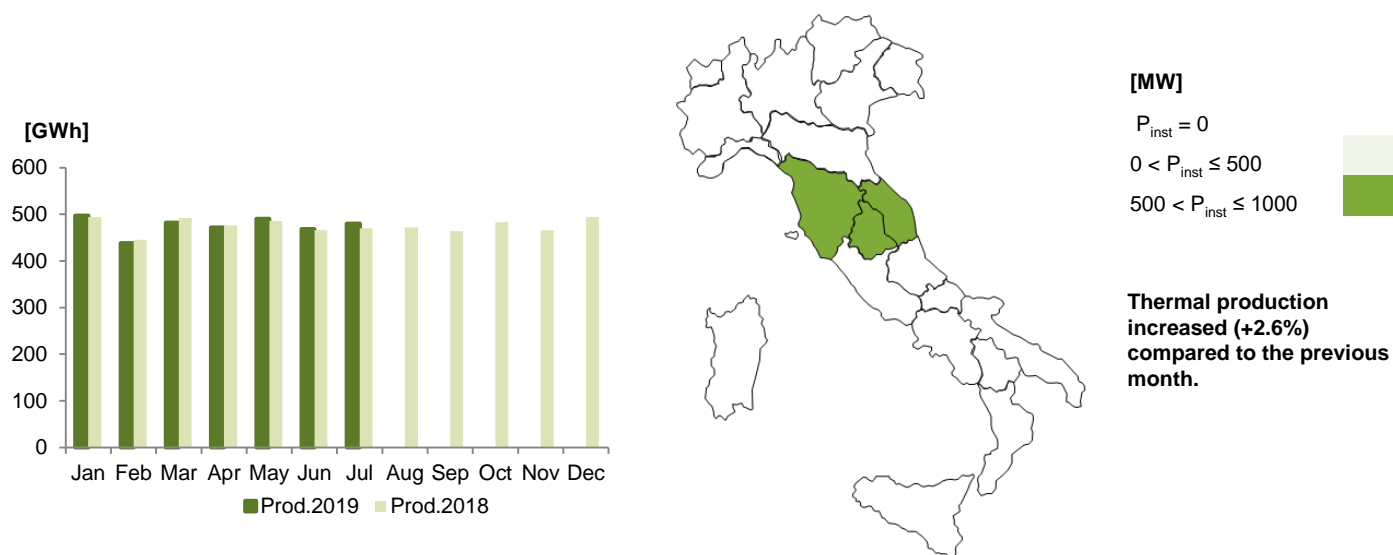 [GWh]
600
500
400
300
200
100
0
Jan Feb Mar Apr May Jun Jul Aug Sep Oct Nov Dec
Prod.2019 Prod.2018
[MW]
Pinst = 0
0 < Pinst ≤ 500
500 < Pinst ≤ 1000
Thermal production
increased (+2.6%)
compared to the previous
month.